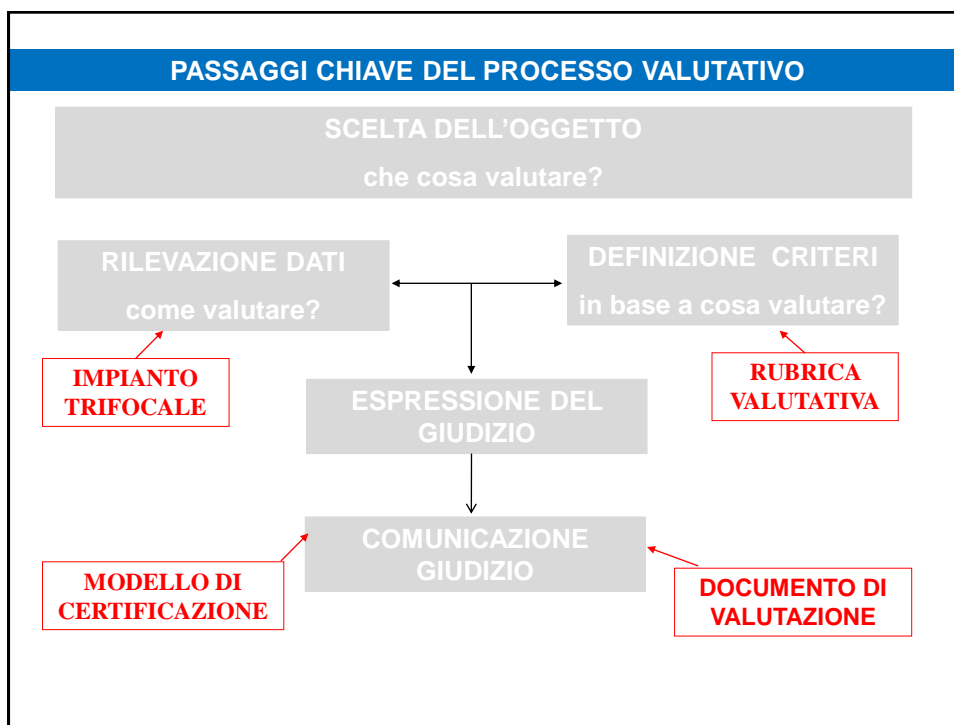 PASSAGGI CHIAVE DEL PROCESSO VALUTATIVO
SCELTA DELL'OGGETTO
che cosa valutare?
RILEVAZIONE DATI
come valutare?
DEFINIZIONE CRITERI
in base a cosa valutare?
IMPIANTO
TRIFOCALE
RUBRICA
VALUTATIVA
ESPRESSIONE DEL
GIUDIZIO
COMUNICAZIONE
GIUDIZIO
MODELLO DI
CERTIFICAZIONE
DOCUMENTO DI
VALUTAZIONE